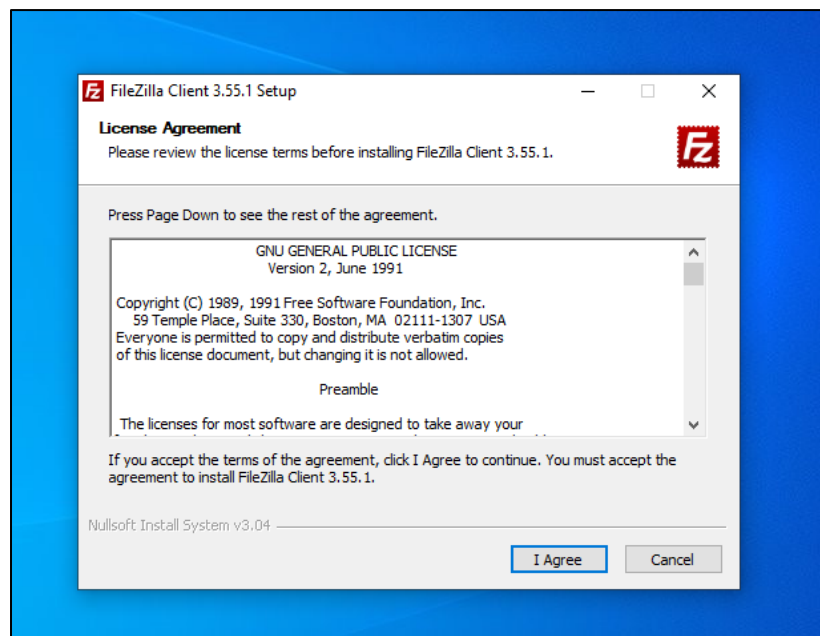 FileZilla Client 3.55.1 Setup
License Agreement
Please review the license terms before installing FileZilla Client 3.55.1.
Fz
Press Page Down to see the rest of the agreement.
GNU GENERAL PUBLIC LICENSE
Version 2, June 1991
Copyright (C) 1989, 1991 Free Software Foundation, Inc.
59 Temple Place, Suite 330, Boston, MA 02111-1307 USA
Everyone is permitted to copy and distribute verbatim copies
of this license document, but changing it is not allowed.
Preamble
The licenses for most software are designed to take away your
If you accept the terms of the agreement, click I Agree to continue. You must accept the
agreement to install FileZilla Client 3.55.1.
Nullsoft Install System v3.04
I Agree
Cancel